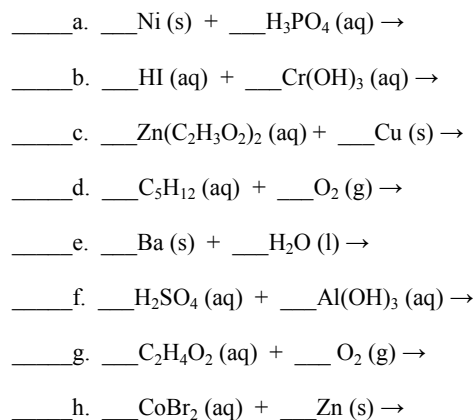 _____a. ___Ni (s) + ___H₃PO₄ (aq) →
_____b. ___HI (aq) + ___Cr(OH)₃ (aq) →
_____c. ___Zn(C₂H₃O₂)₂ (aq) + ___Cu (s) →
_____d. ___C₅H₁₂ (aq) + ___O₂ (g) →
_____e. ___Ba (s) + ___H₂O (l) →
_____f. ___H₂SO₄ (aq) + ___Al(OH)₃ (aq) →
_____g. ___C₂H₄O₂ (aq) + ___ O₂ (g) →
_____h. ___CoBr₂ (aq) + ___Zn (s) →